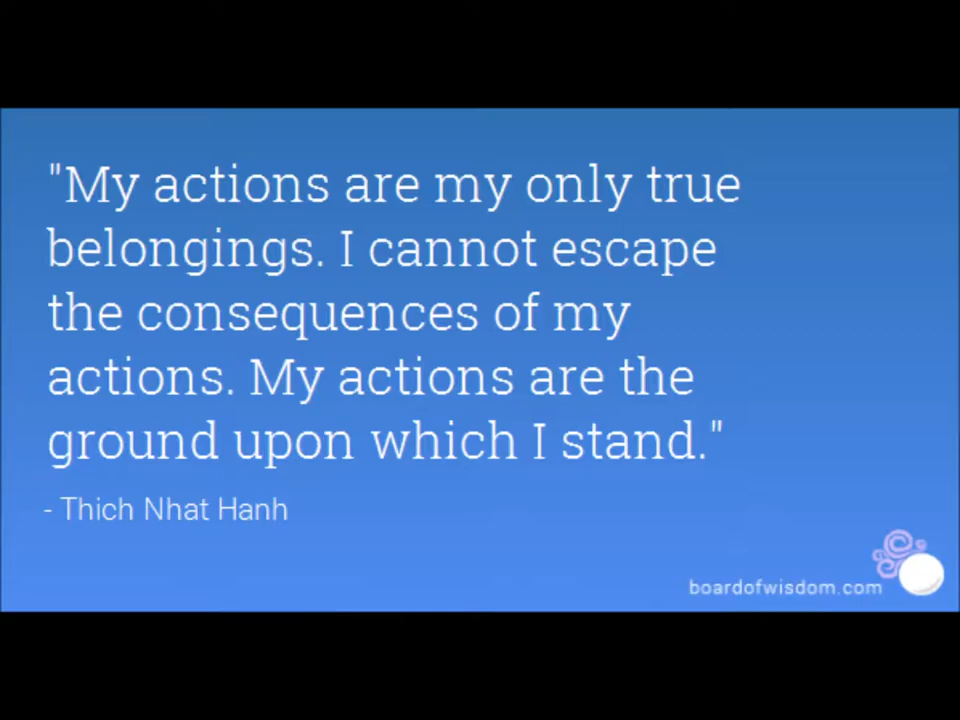 "My actions are my only true
belongings. I cannot escape
the consequences of my
actions. My actions are the
ground upon which I stand."
- Thich Nhat Hanh
boardofwisdom.com